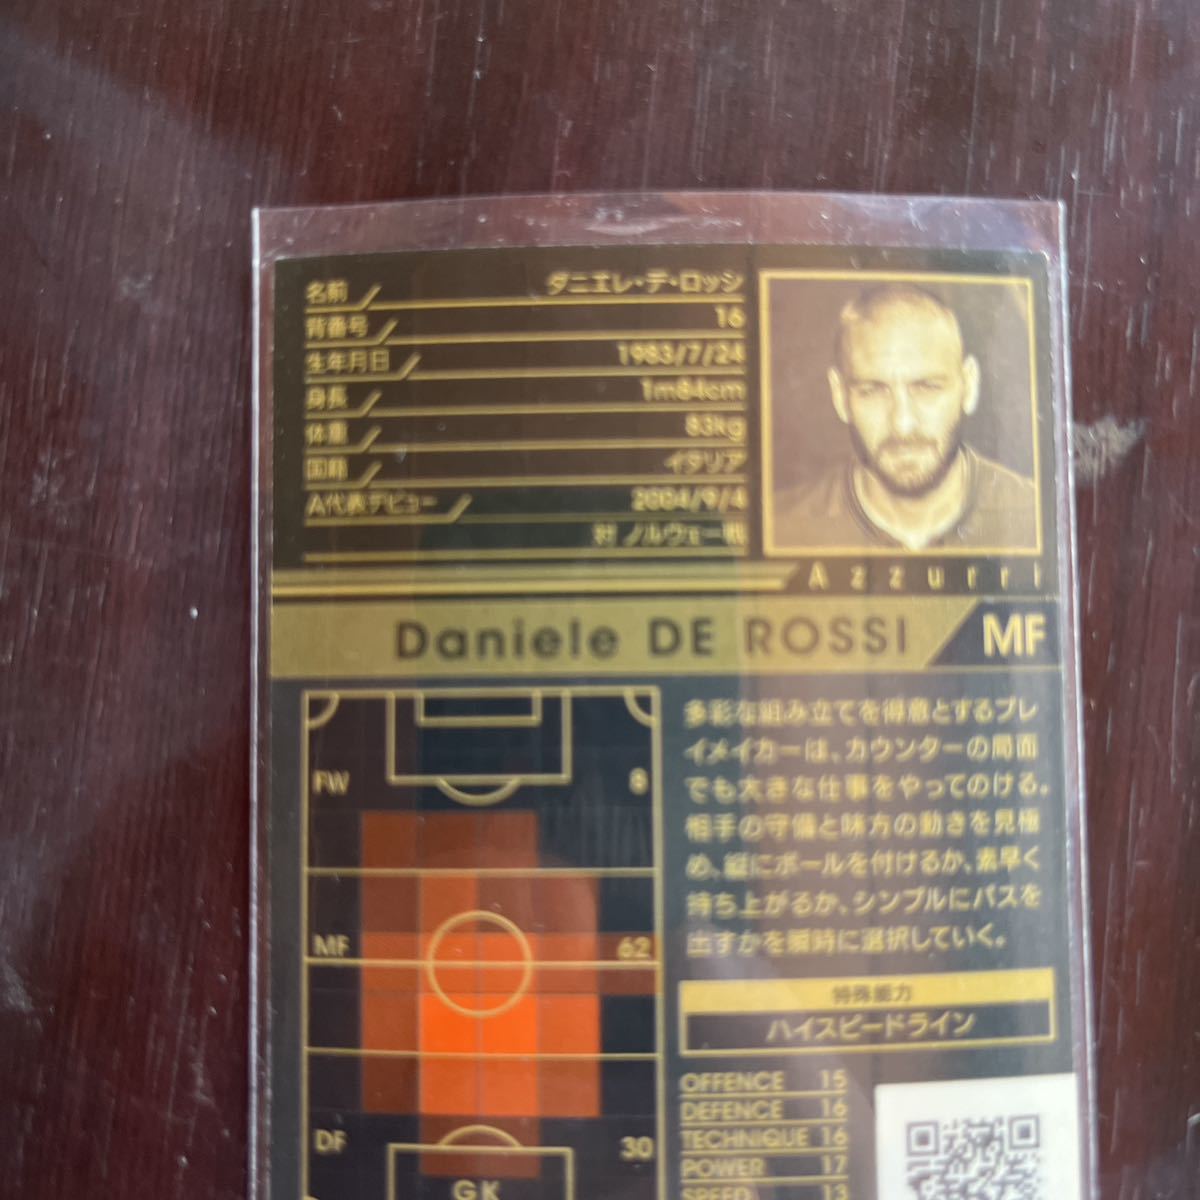 名前 ダニエレ・デ・ロッシ
背番号 16
生年月日 1983/7/24
身長 1m84cm
体重 83kg
国籍 イタリア
A代表デビュー 2004/9/4
対 ノルウェー戦
Azzurri
Daniele DE ROSSI MF
多彩な組み立てを得意とするプレ
イメイカーは、カウンターの局面
でも大きな仕事をやってのける。
相手の守備と味方の動きを見極
め、縦にボールを付けるか、素早く
持ち上がるか、シンプルにパスを
出すかを瞬時に選択していく。
FW 8
MF 62
DF 30
GK
特殊能力
ハイスピードライン
OFFENCE 15
DEFENCE 16
TECHNIQUE 16
POWER 17
SPEED 13